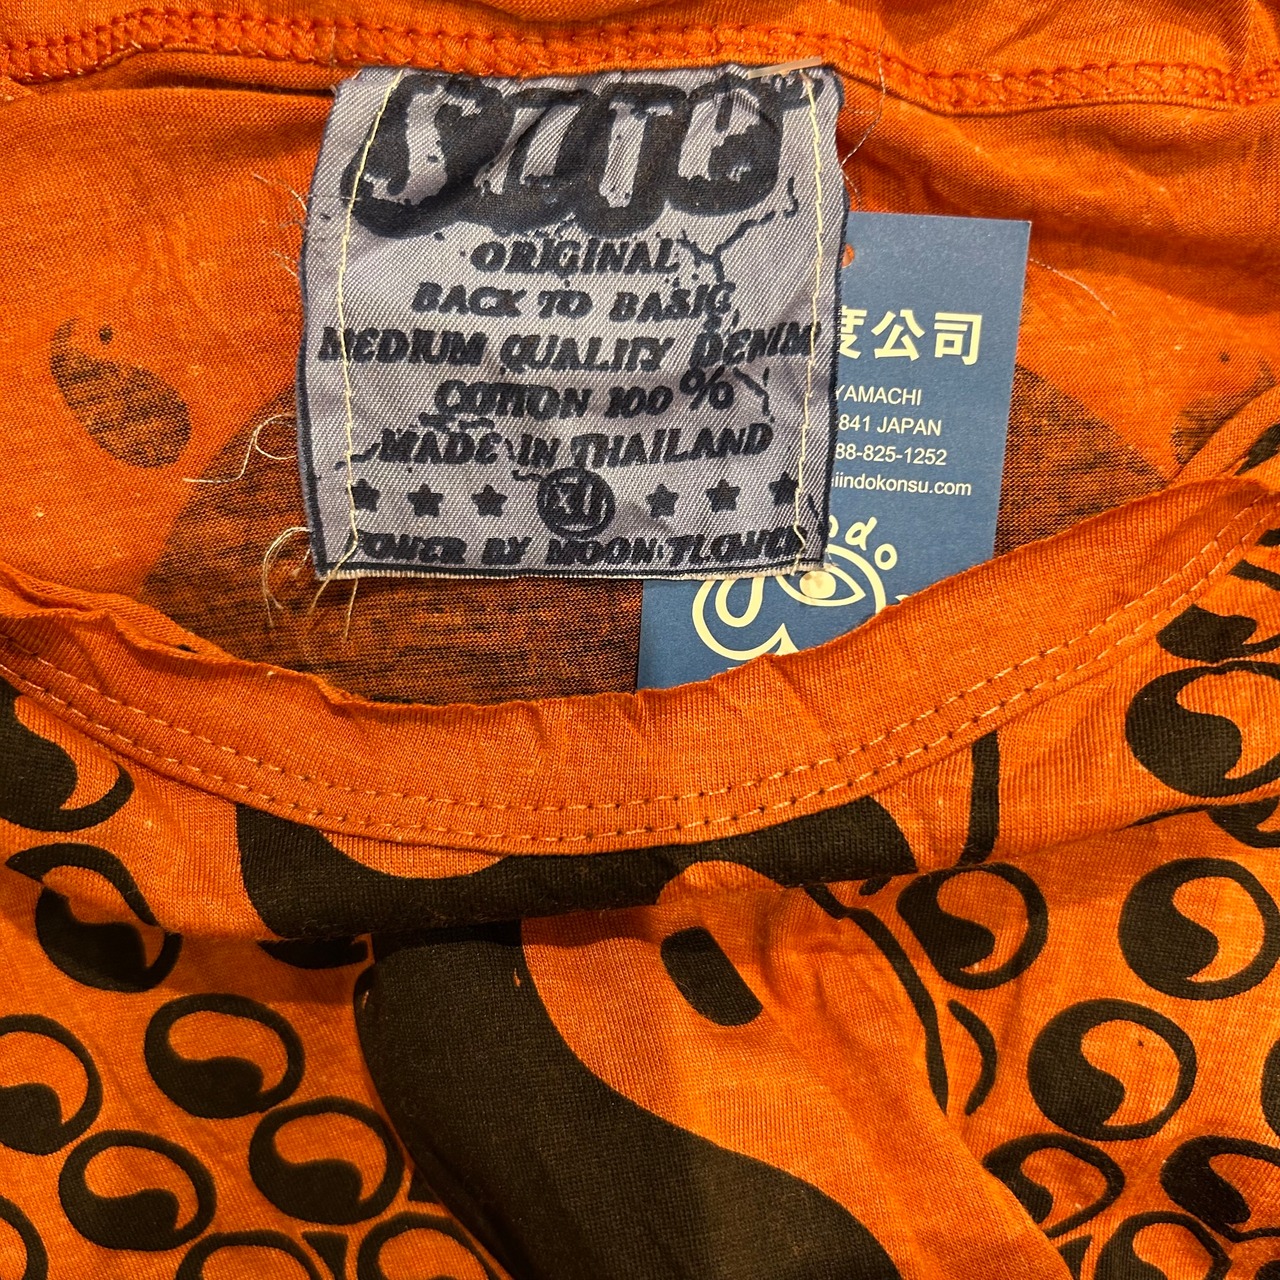 SURE
ORIGINAL
BACK TO BASIC
MEDIUM QUALITY DENIM
COTTON 100 %
MADE IN THAILAND
XL
POWER BY MOON FLOWER
度公司
YAMACHI
841 JAPAN
88-825-1252
iindokonsu.com